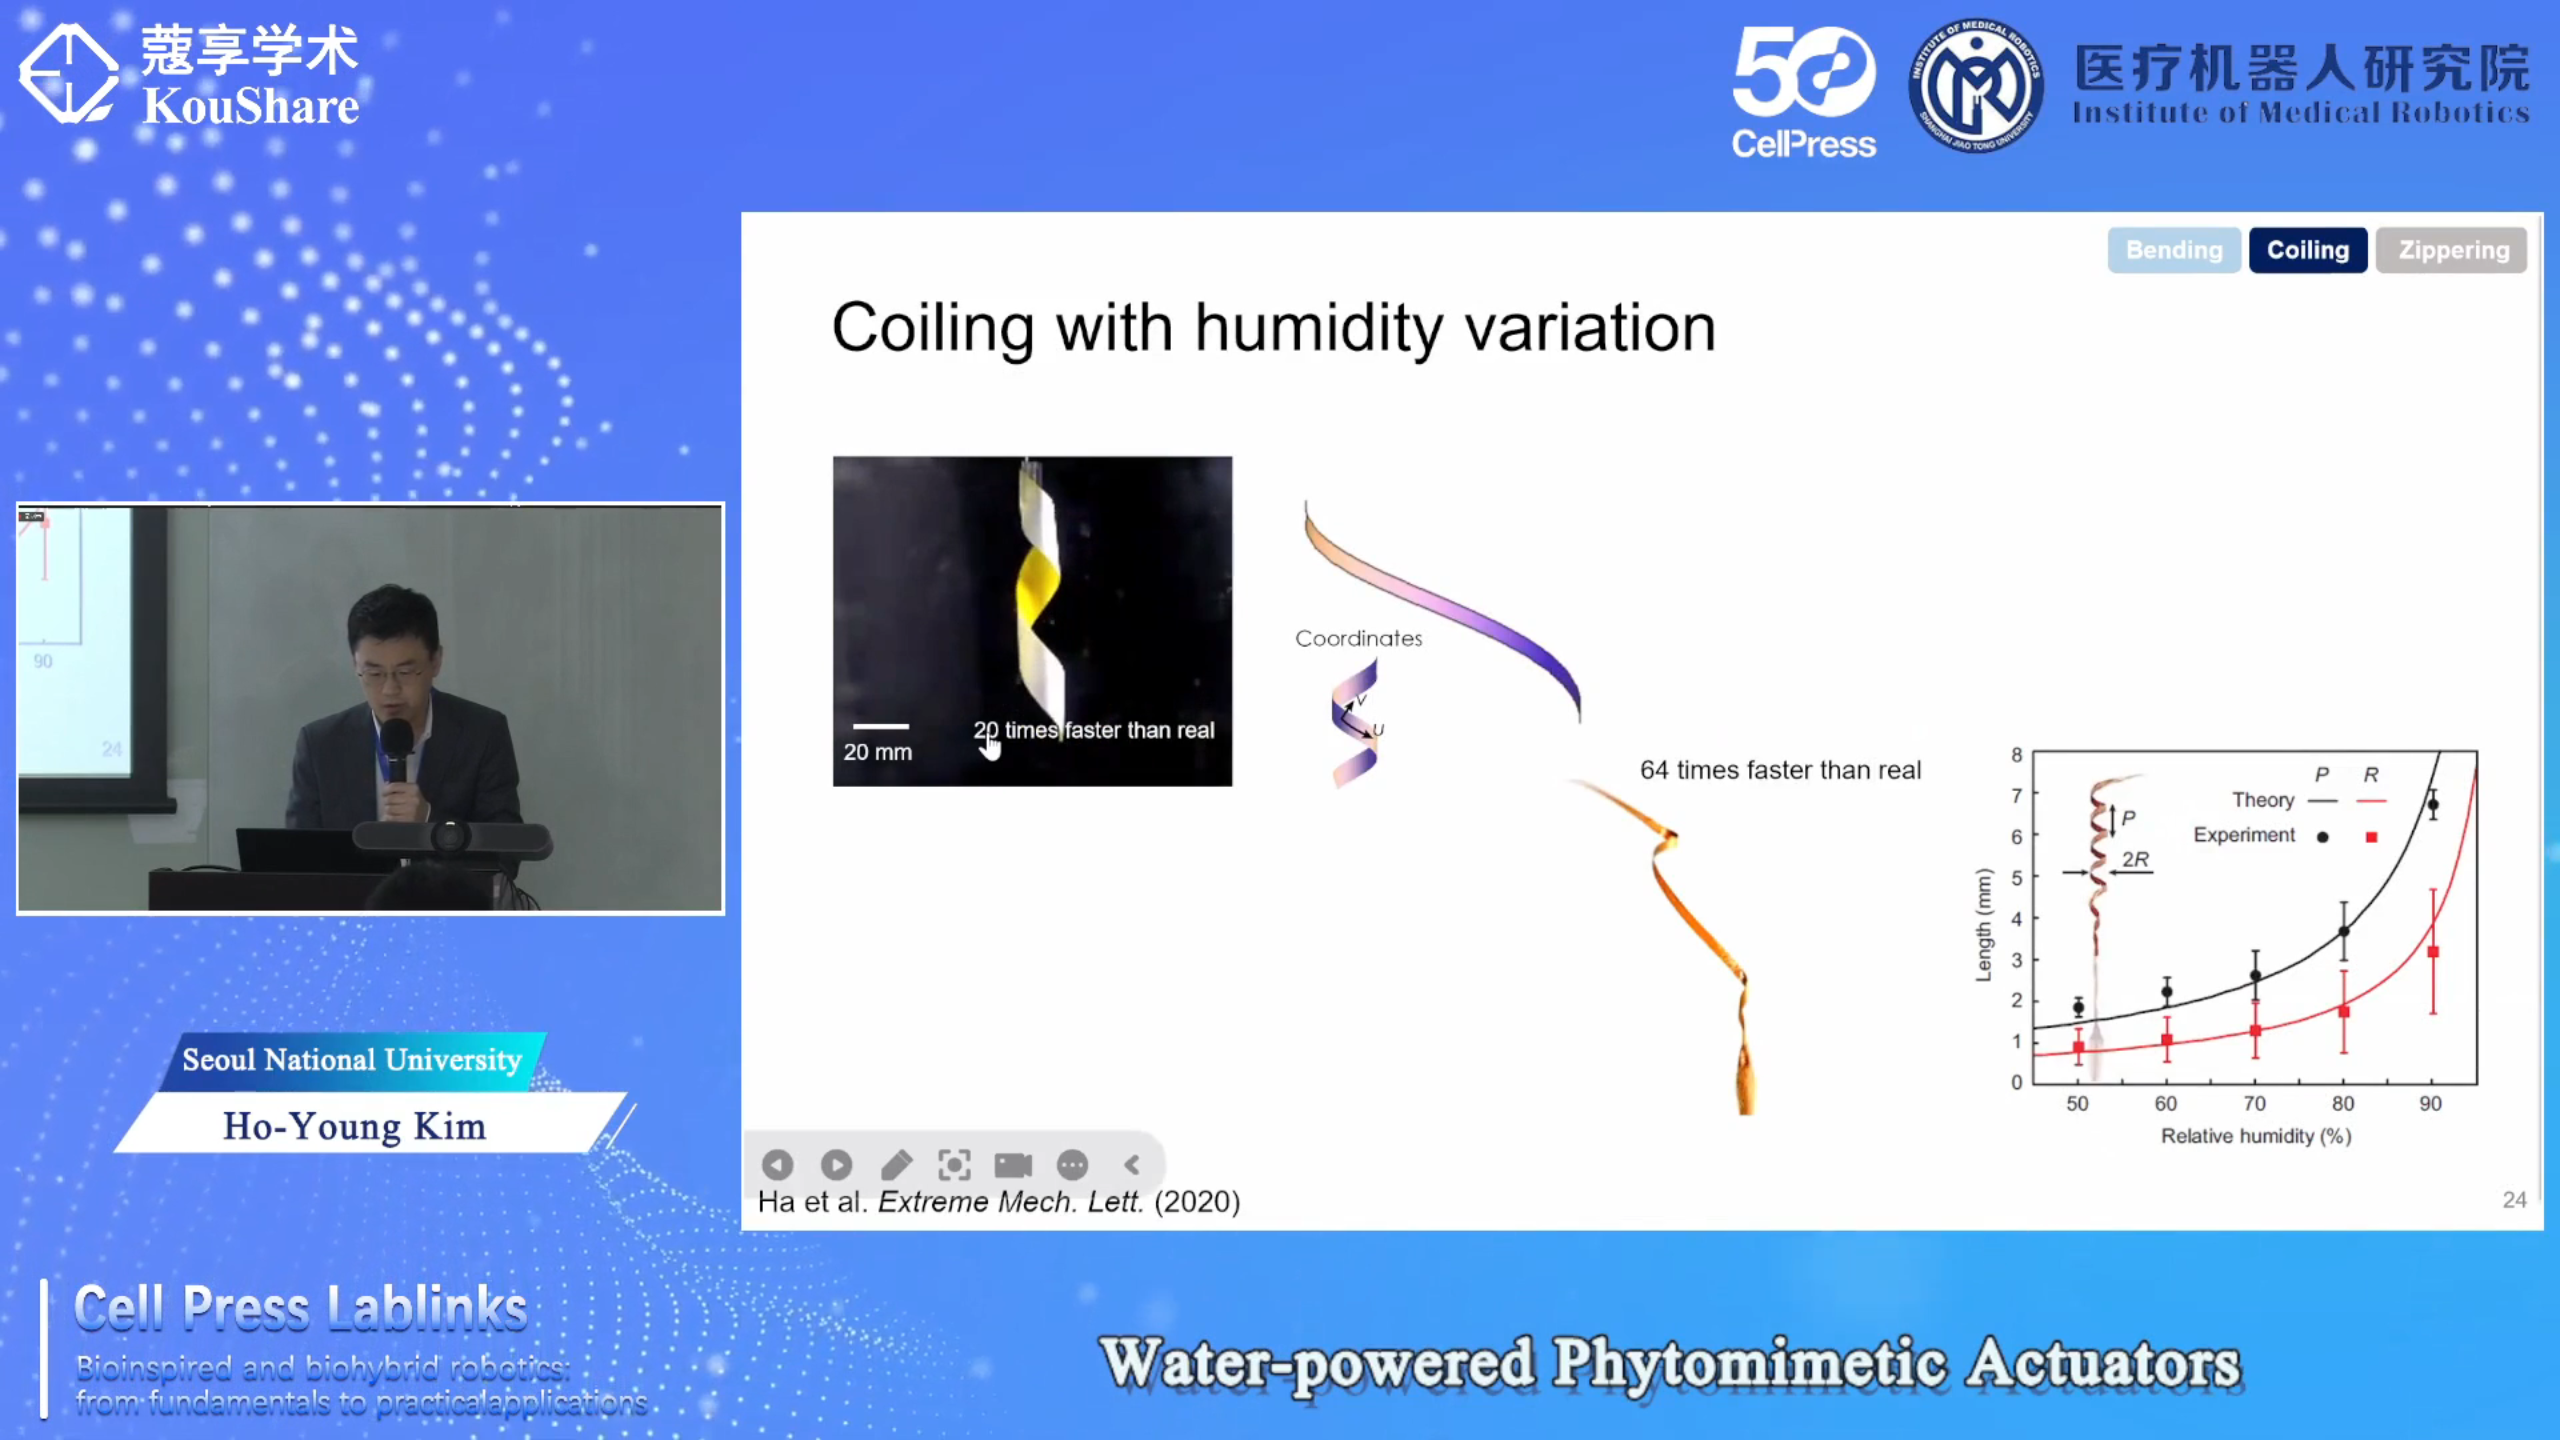 蔻享学术
KouShare
50
CellPress
INSTITUTE OF MEDICAL ROBOTICS
SHANGHAI JIAO TONG UNIVERSITY
医疗机器人研究院
Institute of Medical Robotics
Bending
Coiling
Zippering
Coiling with humidity variation
20 mm
20 times faster than real
Coordinates
V
U
64 times faster than real
8
7
6
5
4
3
2
1
0
Length (mm)
P R
Theory
Experiment
P
2R
50 60 70 80 90
Relative humidity (%)
Ha et al. Extreme Mech. Lett. (2020)
24
90
24
Seoul National University
Ho-Young Kim
Cell Press Lablinks
Bioinspired and biohybrid robotics:
from fundamentals to practicalapplications
Water-powered Phytomimetic Actuators